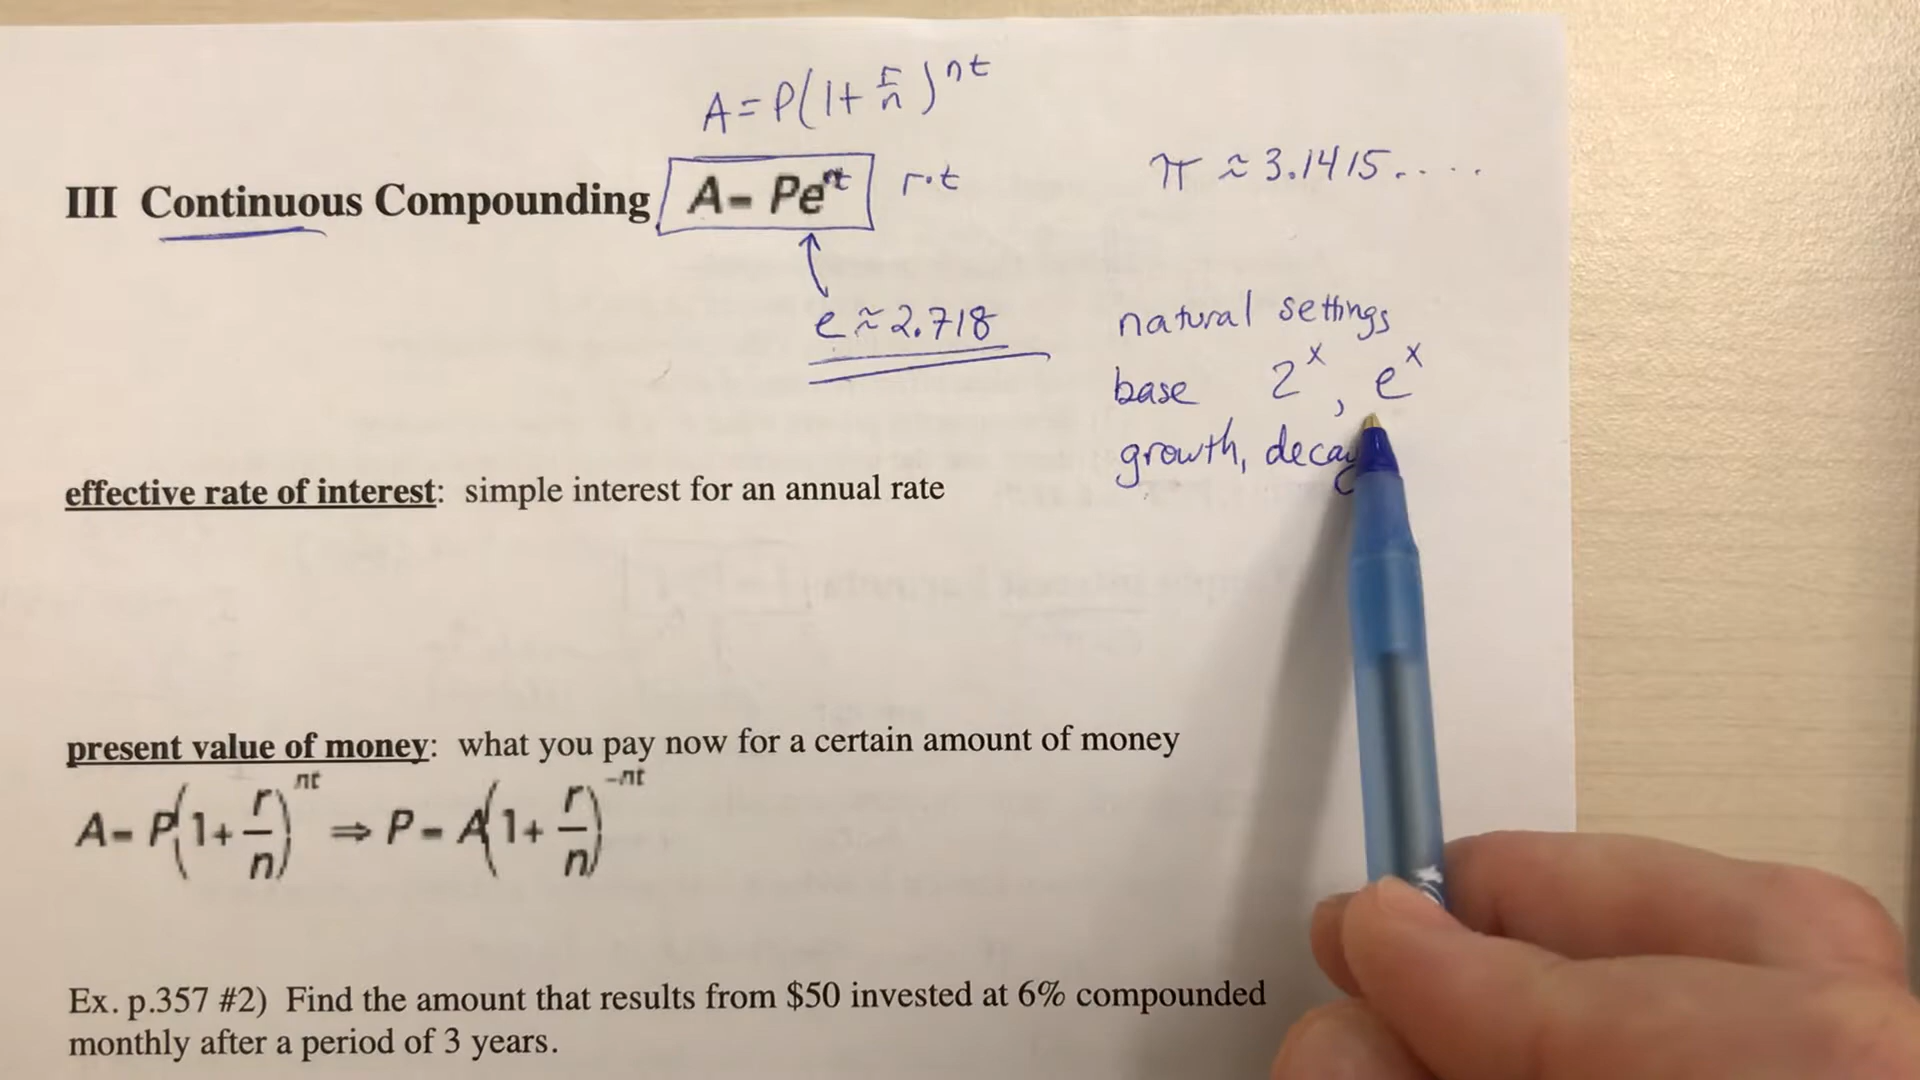 A=P(1+r/n)^nt
III Continuous Compounding A= Pe^rt r·t
π ≈ 3.1415.....
e≈2.718
natural settings
base 2^x, e^x
growth, decay
effective rate of interest: simple interest for an annual rate
present value of money: what you pay now for a certain amount of money
A= P(1+r/n)^nt ⇒ P= A(1+r/n)^-nt
Ex. p.357 #2) Find the amount that results from $50 invested at 6% compounded
monthly after a period of 3 years.